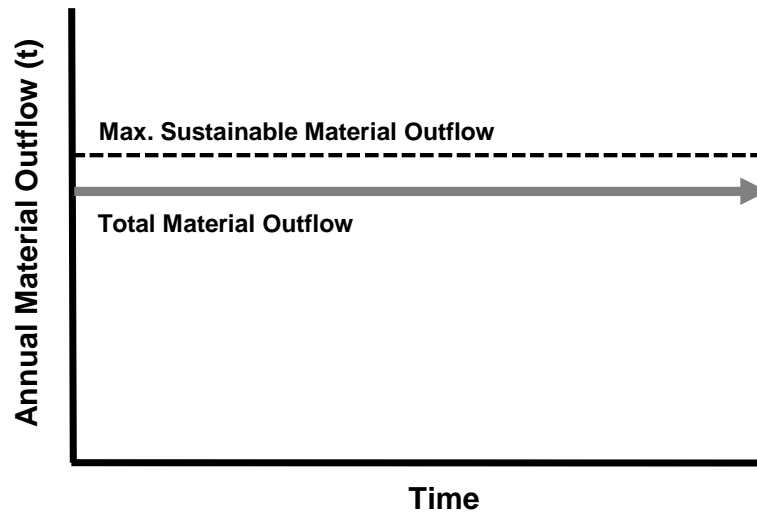 Annual Material Outflow (t)
Max. Sustainable Material Outflow
Total Material Outflow
Time